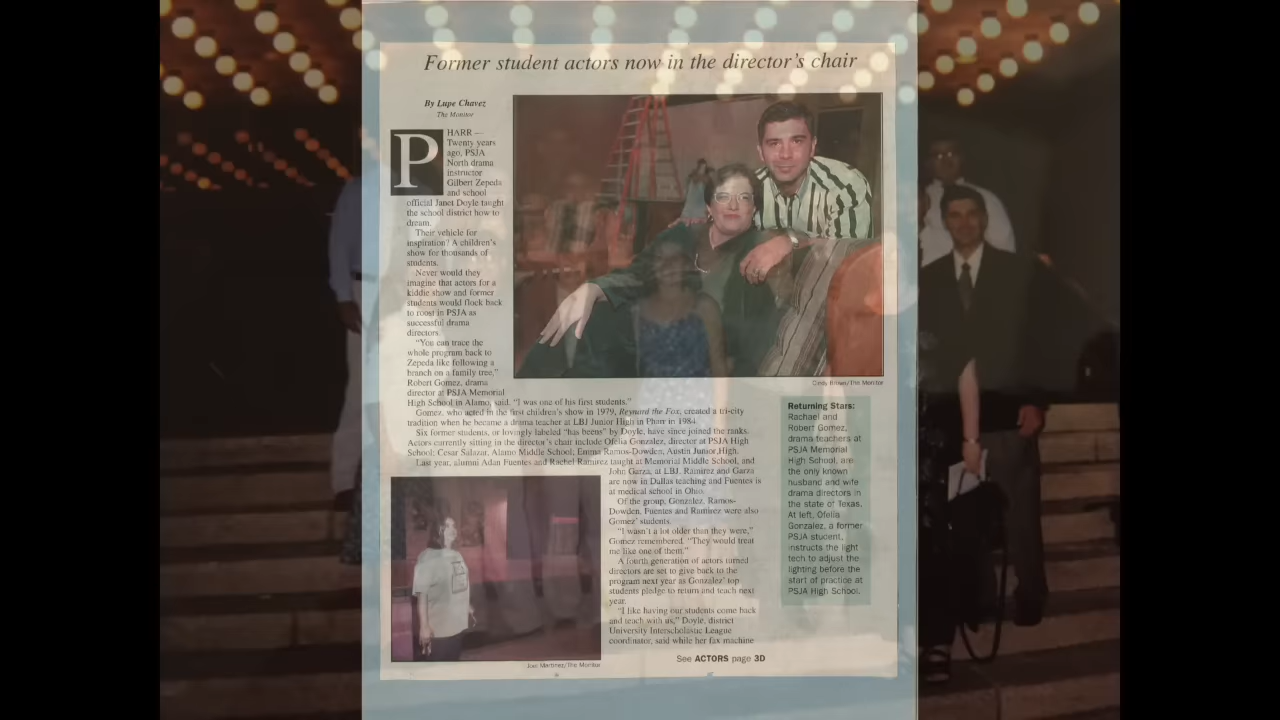 Former student actors now in the director's chair
By Lupe Chavez
The Monitor
PHARR —
Twenty years
ago, PSJA
North drama
instructor
Gilbert Zepeda
and school
official Janet Doyle taught
the school district how to
dream.
Their vehicle for
inspiration? A children's
show for thousands of
students.
Never would they
imagine that actors for a
kiddie show and former
students would flock back
to roost in PSJA as
successful drama
directors.
"You can trace the
whole program back to
Zepeda like following a
branch on a family tree,"
Robert Gomez, drama
director at PSJA Memorial
High School in Alamo, said. "I was one of his first students."
Gomez, who acted in the first children's show in 1979, Reynard the Fox, created a tri-city
tradition when he became a drama teacher at LBJ Junior High in Pharr in 1984.
Six former students, or lovingly labeled "has beens" by Doyle, have since joined the ranks.
Actors currently sitting in the director's chair include Ofelia Gonzalez, director at PSJA High
School; Cesar Salazar, Alamo Middle School; Emma Ramos-Dowden, Austin Junior High.
Last year, alumni Adan Fuentes and Rachel Ramirez taught at Memorial Middle School, and
John Garza, at LBJ. Ramirez and Garza
are now in Dallas teaching and Fuentes is
at medical school in Ohio.
Of the group, Gonzalez, Ramos-
Dowden, Fuentes and Ramirez were also
Gomez' students.
"I wasn't a lot older than they were,"
Gomez remembered. "They would treat
me like one of them."
A fourth generation of actors turned
directors are set to give back to the
program next year as Gonzalez' top
students pledge to return and teach next
year.
"I like having our students come back
and teach with us," Doyle, district
University Interscholastic League
coordinator, said while her fax machine
See ACTORS page 3D
Cindy Brown/The Monitor
Returning Stars:
Rachael and
Robert Gomez,
drama teachers at
PSJA Memorial
High School, are
the only known
husband and wife
drama directors in
the state of Texas.
At left, Ofelia
Gonzalez, a former
PSJA student,
instructs the light
tech to adjust the
lighting before the
start of practice at
PSJA High School.
Joel Martinez/The Monitor